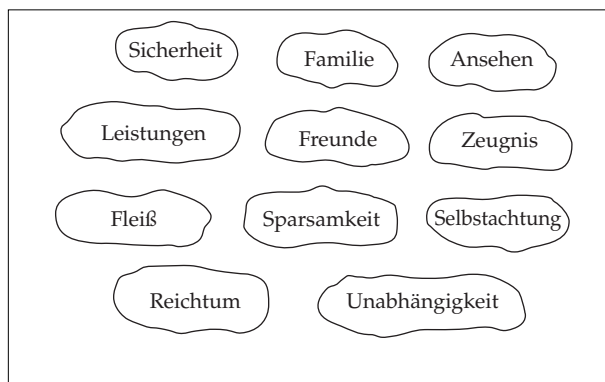 Sicherheit Familie Ansehen
Leistungen Freunde Zeugnis
Fleiß Sparsamkeit Selbstachtung
Reichtum Unabhängigkeit